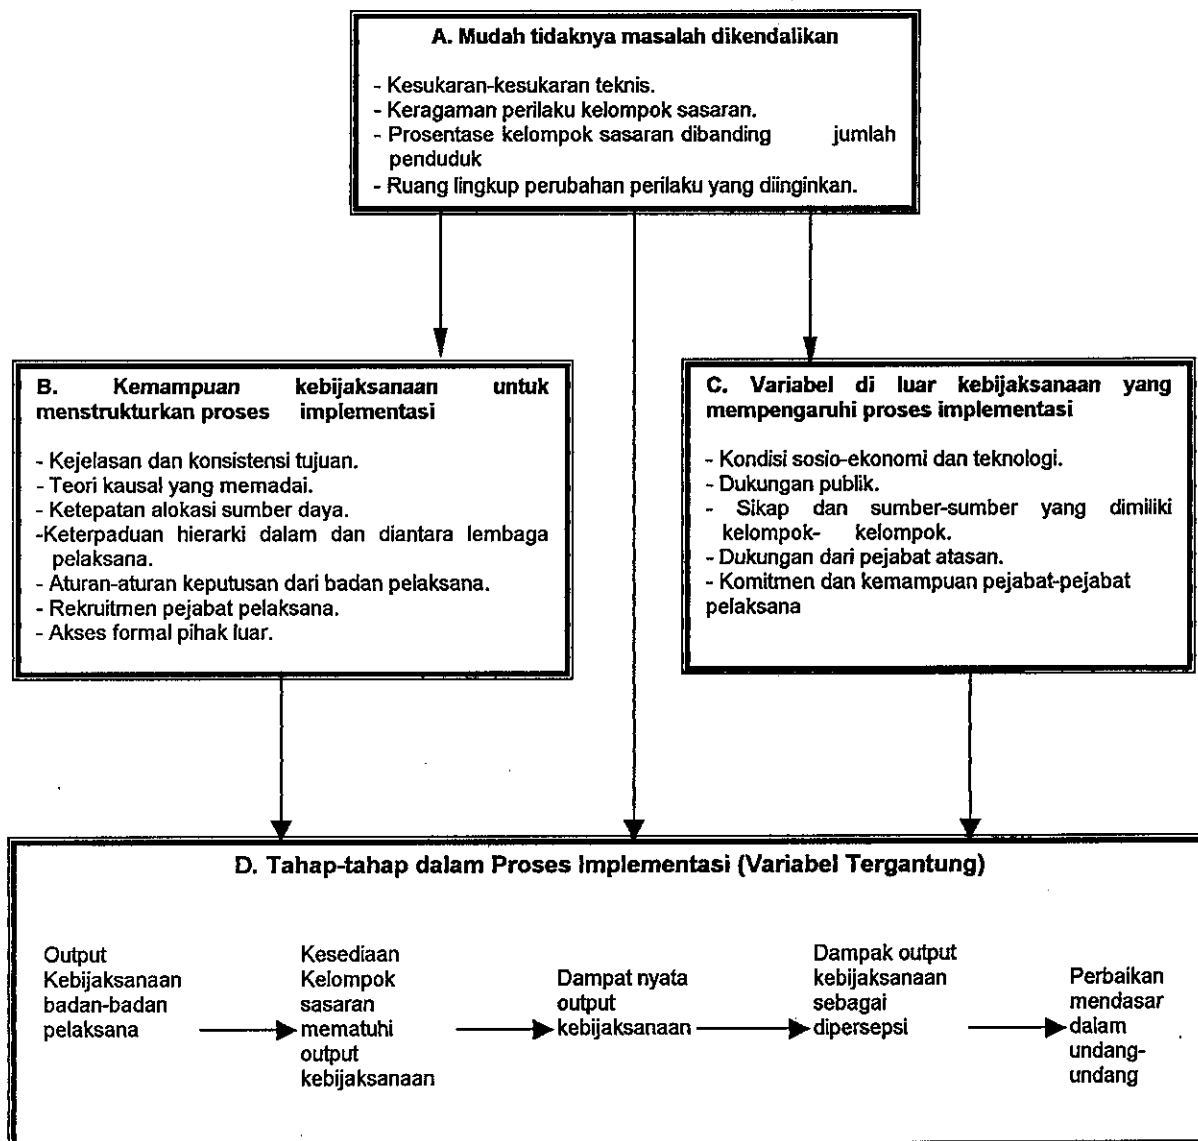 A. Mudah tidaknya masalah dikendalikan
- Kesukaran-kesukaran teknis.
- Keragaman perilaku kelompok sasaran.
- Prosentase kelompok sasaran dibanding jumlah
penduduk
- Ruang lingkup perubahan perilaku yang diinginkan.
B. Kemampuan kebijaksanaan untuk
menstrukturkan proses implementasi
- Kejelasan dan konsistensi tujuan.
- Teori kausal yang memadai.
- Ketepatan alokasi sumber daya.
-Keterpaduan hierarki dalam dan diantara lembaga
pelaksana.
- Aturan-aturan keputusan dari badan pelaksana.
- Rekruitmen pejabat pelaksana.
- Akses formal pihak luar.
C. Variabel di luar kebijaksanaan yang
mempengaruhi proses implementasi
- Kondisi sosio-ekonomi dan teknologi.
- Dukungan publik.
- Sikap dan sumber-sumber yang dimiliki
kelompok- kelompok.
- Dukungan dari pejabat atasan.
- Komitmen dan kemampuan pejabat-pejabat
pelaksana
D. Tahap-tahap dalam Proses Implementasi (Variabel Tergantung)
Output
Kebijaksanaan
badan-badan
pelaksana
Kesediaan
Kelompok
sasaran
mematuhi
output
kebijaksanaan
Dampat nyata
output
kebijaksanaan
Dampak output
kebijaksanaan
sebagai
dipersepsi
Perbaikan
mendasar
dalam
undang-
undang